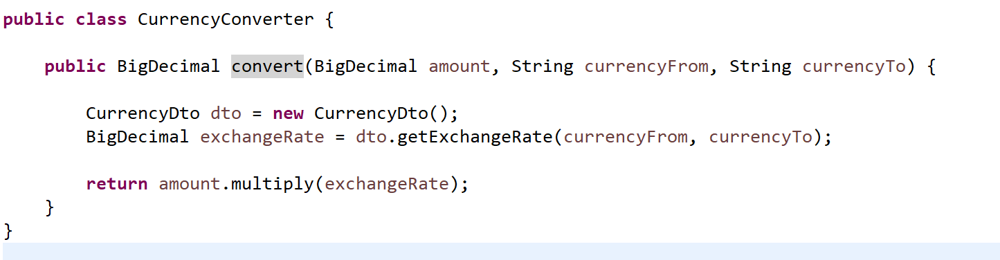 public class CurrencyConverter {
public BigDecimal convert(BigDecimal amount, String currencyFrom, String currencyTo) {
CurrencyDto dto = new CurrencyDto();
BigDecimal exchangeRate = dto.getExchangeRate(currencyFrom, currencyTo);
return amount.multiply(exchangeRate);
}
}